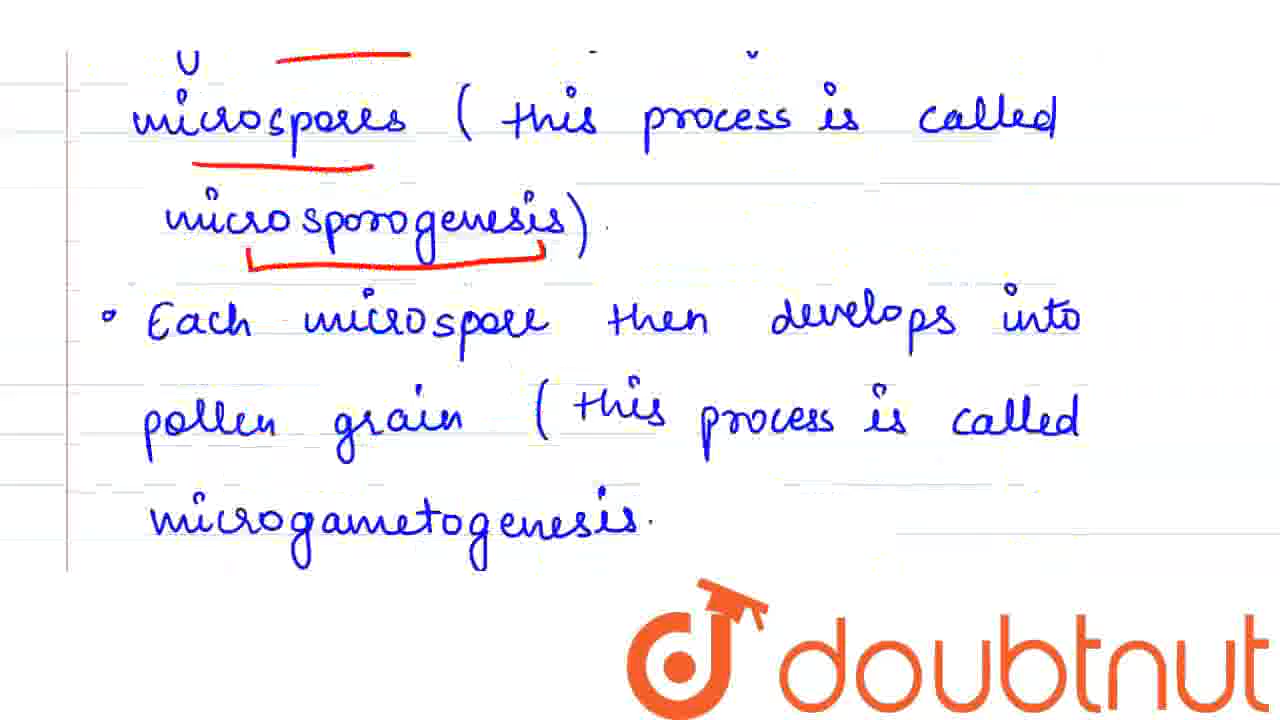 microspores (this process is called
microsporogenesis).
• Each microspore then develops into
pollen grain (this process is called
microgametogenesis.
doubtnut